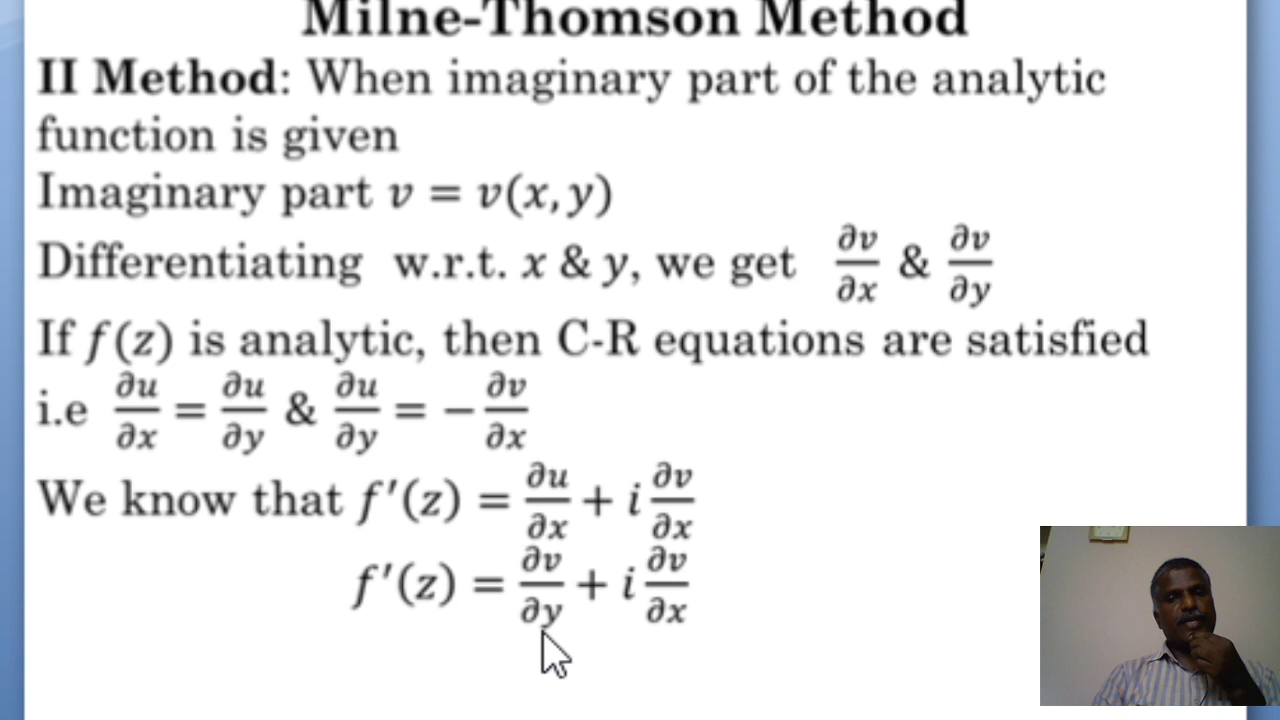 Milne-Thomson Method
II Method: When imaginary part of the analytic
function is given
Imaginary part v = v(x, y)
Differentiating w.r.t. x & y, we get ∂v/∂x & ∂v/∂y
If f(z) is analytic, then C-R equations are satisfied
i.e ∂u/∂x = ∂u/∂y & ∂u/∂y = −∂v/∂x
We know that f′(z) = ∂u/∂x + i ∂v/∂x
f′(z) = ∂v/∂y + i ∂v/∂x